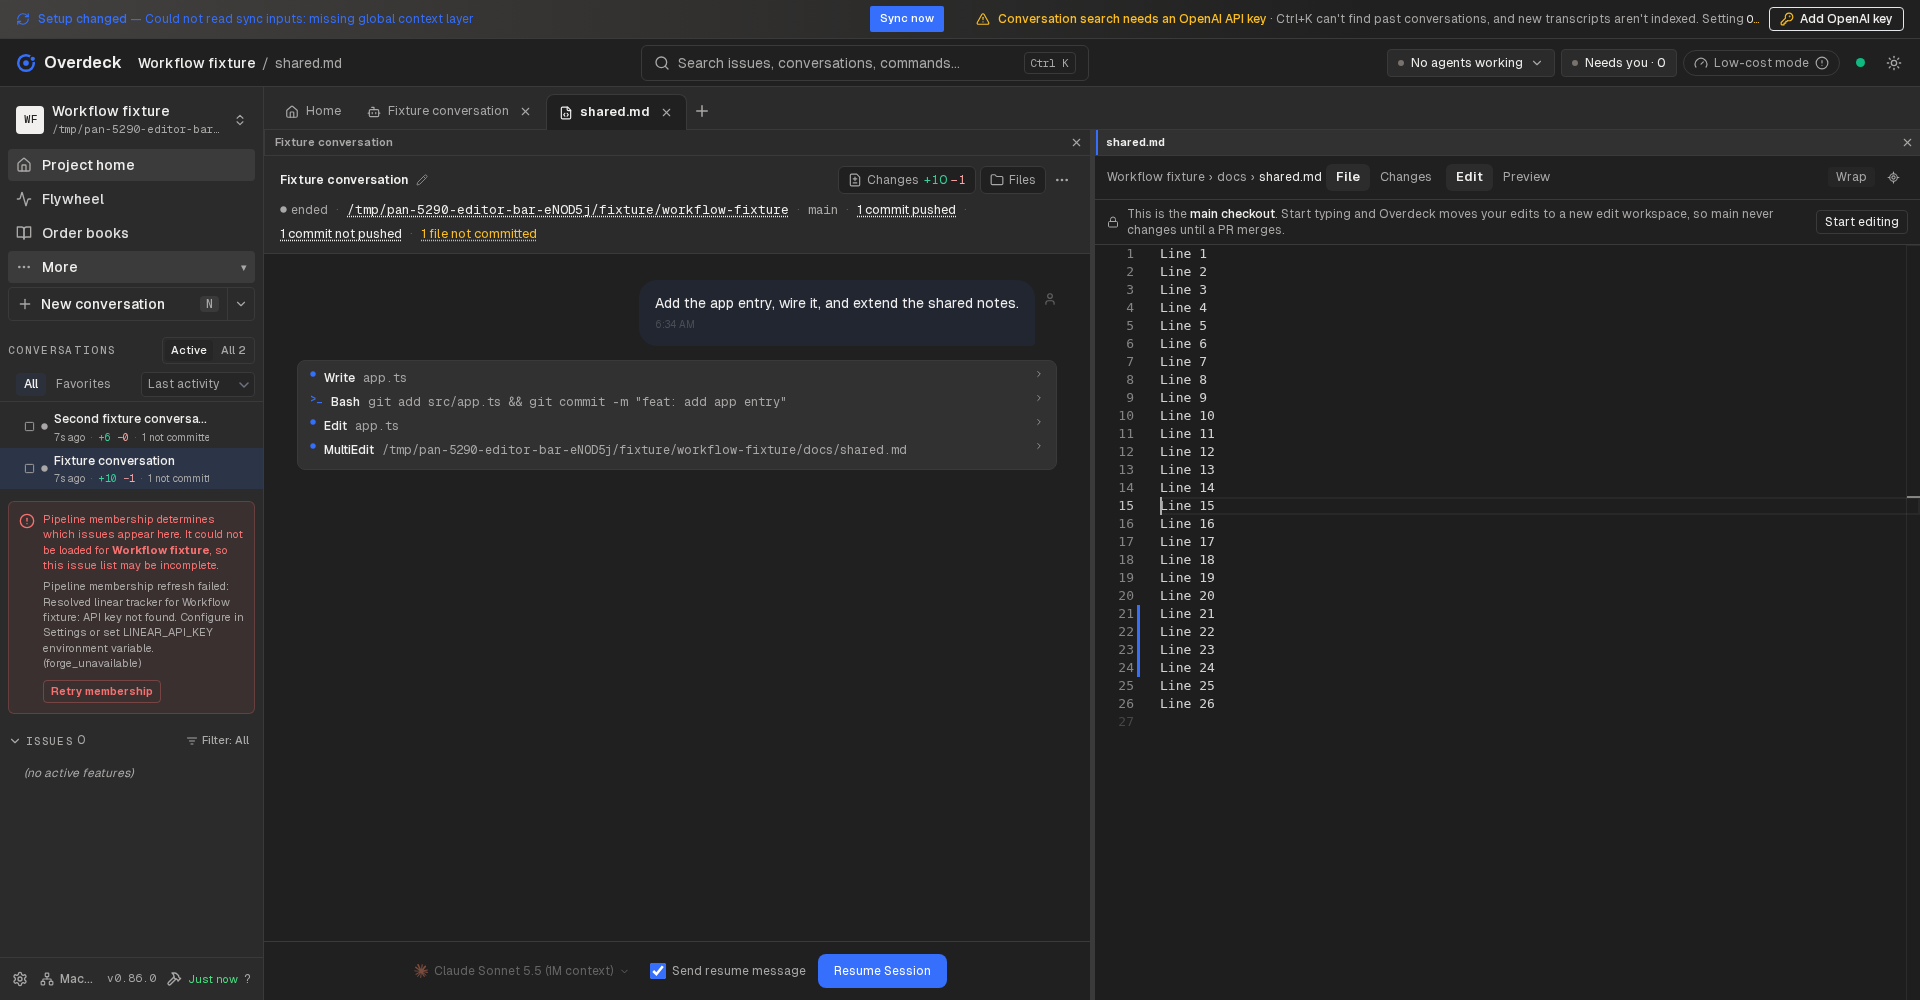 Setup changed — Could not read sync inputs: missing global context layer
Sync now
Conversation search needs an OpenAI API key · Ctrl+K can't find past conversations, and new transcripts aren't indexed. Setting O…
Add OpenAI key
Overdeck
Workflow fixture / shared.md
Search issues, conversations, commands...
Ctrl K
No agents working
Needs you · 0
Low-cost mode
WF
Workflow fixture
/tmp/pan-5290-editor-bar…
Project home
Flywheel
Order books
More
New conversation
N
CONVERSATIONS
Active
All 2
All
Favorites
Last activity
Second fixture conversa…
7s ago · +6 −0 · 1 not committe
Fixture conversation
7s ago · +10 −1 · 1 not committ
Pipeline membership determines
which issues appear here. It could not
be loaded for Workflow fixture, so
this issue list may be incomplete.
Pipeline membership refresh failed:
Resolved linear tracker for Workflow
fixture: API key not found. Configure in
Settings or set LINEAR_API_KEY
environment variable.
(forge_unavailable)
Retry membership
ISSUES 0
Filter: All
(no active features)
Mac…
v0.86.0
Just now
?
Home
Fixture conversation
shared.md
Fixture conversation
Fixture conversation
Changes +10 −1
Files
ended · /tmp/pan-5290-editor-bar-eNOD5j/fixture/workflow-fixture · main · 1 commit pushed ·
1 commit not pushed · 1 file not committed
Add the app entry, wire it, and extend the shared notes.
6:34 AM
Write app.ts
>_ Bash git add src/app.ts && git commit -m "feat: add app entry"
Edit app.ts
MultiEdit /tmp/pan-5290-editor-bar-eNOD5j/fixture/workflow-fixture/docs/shared.md
Claude Sonnet 5.5 (1M context)
Send resume message
Resume Session
shared.md
Workflow fixture › docs › shared.md
File
Changes
Edit
Preview
Wrap
This is the main checkout. Start typing and Overdeck moves your edits to a new edit workspace, so main never
changes until a PR merges.
Start editing
1 Line 1
2 Line 2
3 Line 3
4 Line 4
5 Line 5
6 Line 6
7 Line 7
8 Line 8
9 Line 9
10 Line 10
11 Line 11
12 Line 12
13 Line 13
14 Line 14
15 Line 15
16 Line 16
17 Line 17
18 Line 18
19 Line 19
20 Line 20
21 Line 21
22 Line 22
23 Line 23
24 Line 24
25 Line 25
26 Line 26
27